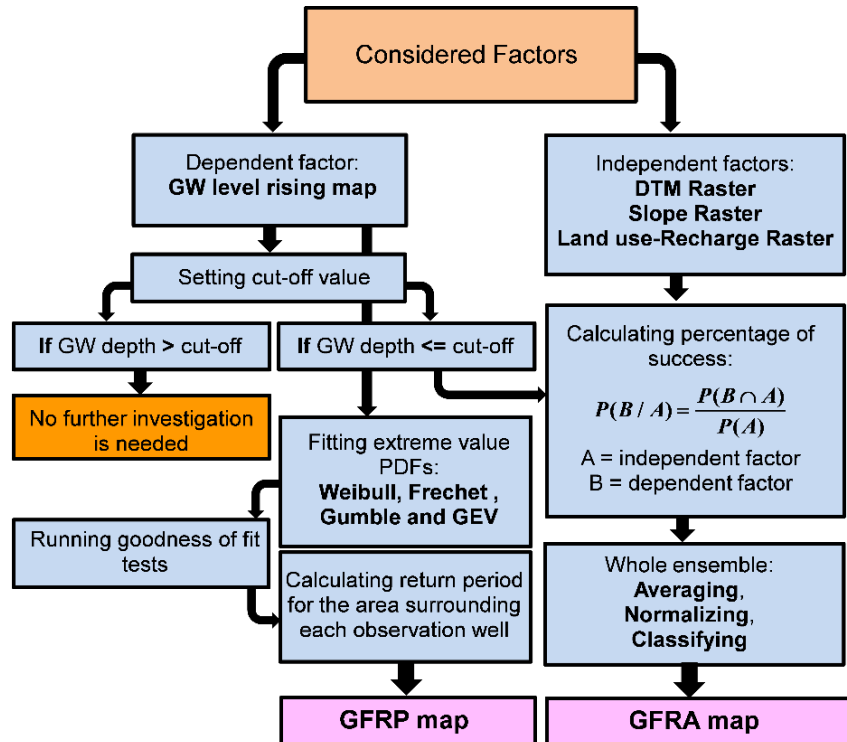 Considered Factors
Dependent factor:
GW level rising map
Independent factors:
DTM Raster
Slope Raster
Land use-Recharge Raster
Setting cut-off value
If GW depth > cut-off
If GW depth <= cut-off
No further investigation
is needed
Calculating percentage of
success:
P(B / A) = P(B ∩ A) / P(A)
A = independent factor
B = dependent factor
Fitting extreme value
PDFs:
Weibull, Frechet ,
Gumble and GEV
Running goodness of fit
tests
Calculating return period
for the area surrounding
each observation well
Whole ensemble:
Averaging,
Normalizing,
Classifying
GFRP map
GFRA map